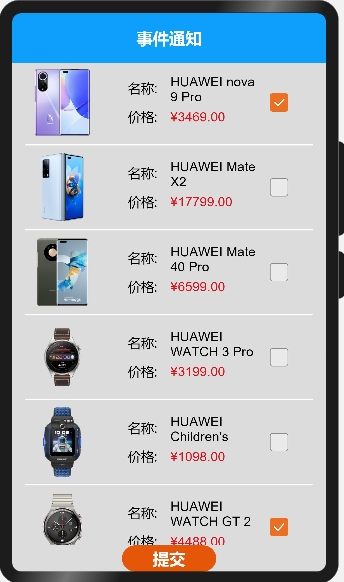 事件通知
名称: HUAWEI nova
9 Pro
价格: ¥3469.00
名称: HUAWEI Mate
X2
价格: ¥17799.00
名称: HUAWEI Mate
40 Pro
价格: ¥6599.00
名称: HUAWEI
WATCH 3 Pro
价格: ¥3199.00
名称: HUAWEI
Children's
价格: ¥1098.00
名称: HUAWEI
WATCH GT 2
价格: ¥4488.00
提交